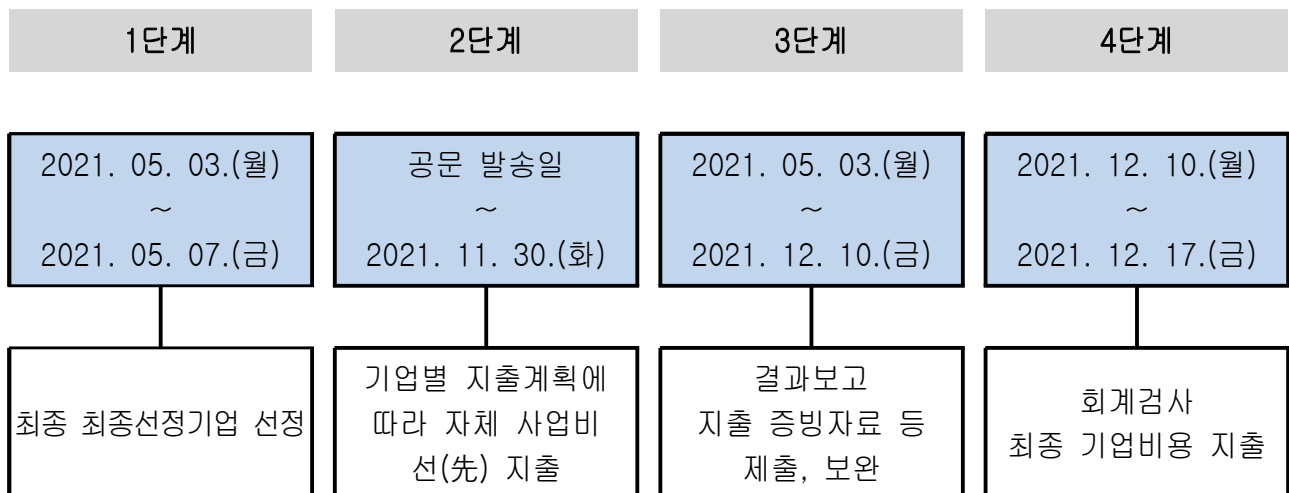 1단계
2단계
3단계
4단계
2021. 05. 03.(월)
~
2021. 05. 07.(금)
공문 발송일
~
2021. 11. 30.(화)
2021. 05. 03.(월)
~
2021. 12. 10.(금)
2021. 12. 10.(월)
~
2021. 12. 17.(금)
최종 최종선정기업 선정
기업별 지출계획에
따라 자체 사업비
선(先) 지출
결과보고
지출 증빙자료 등
제출, 보완
회계검사
최종 기업비용 지출